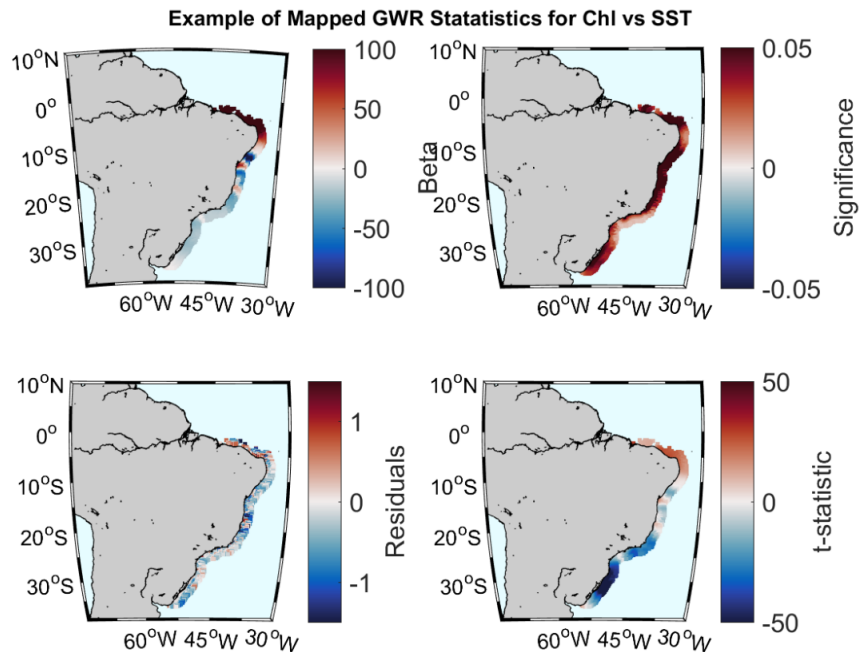 Example of Mapped GWR Statatistics for Chl vs SST
10°N
0°
10°S
20°S
30°S
60°W 45°W 30°W
100
50
0
-50
-100
Beta
10°N
0°
10°S
20°S
30°S
60°W 45°W 30°W
0.05
0
-0.05
Significance
10°N
0°
10°S
20°S
30°S
60°W 45°W 30°W
1
0
-1
Residuals
10°N
0°
10°S
20°S
30°S
60°W 45°W 30°W
50
0
-50
t-statistic